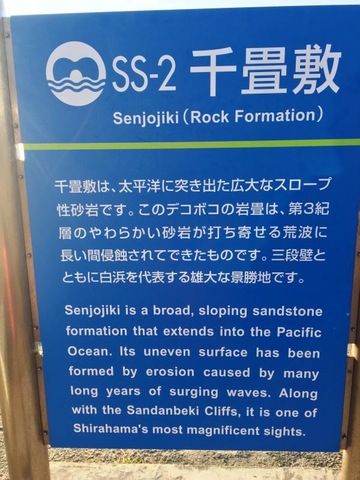 SS-2 千畳敷
Senjojiki (Rock Formation)
千畳敷は、太平洋に突き出た広大なスロープ
性砂岩です。このデコボコの岩畳は、第3紀
層のやわらかい砂岩が打ち寄せる荒波に
長い間侵蝕されてできたものです。三段壁と
ともに白浜を代表する雄大な景勝地です。
Senjojiki is a broad, sloping sandstone
formation that extends into the Pacific
Ocean. Its uneven surface has been
formed by erosion caused by many
long years of surging waves. Along
with the Sandanbeki Cliffs, it is one of
Shirahama's most magnificent sights.